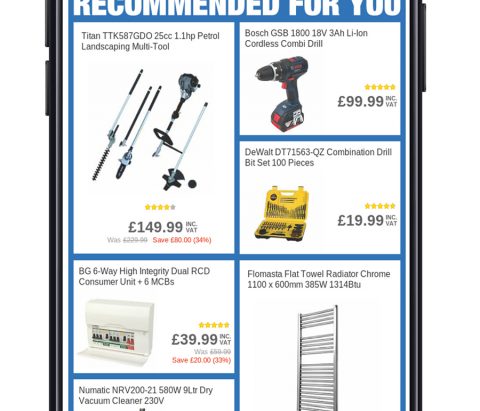 RECOMMENDED FOR YOU
Titan TTK587GDO 25cc 1.1hp Petrol
Landscaping Multi-Tool
£149.99 INC. VAT
Was £229.99 Save £80.00 (34%)
Bosch GSB 1800 18V 3Ah Li-Ion
Cordless Combi Drill
£99.99 INC. VAT
DeWalt DT71563-QZ Combination Drill
Bit Set 100 Pieces
£19.99 INC. VAT
BG 6-Way High Integrity Dual RCD
Consumer Unit + 6 MCBs
£39.99 INC. VAT
Was £59.99
Save £20.00 (33%)
Flomasta Flat Towel Radiator Chrome
1100 x 600mm 385W 1314Btu
Numatic NRV200-21 580W 9Ltr Dry
Vacuum Cleaner 230V